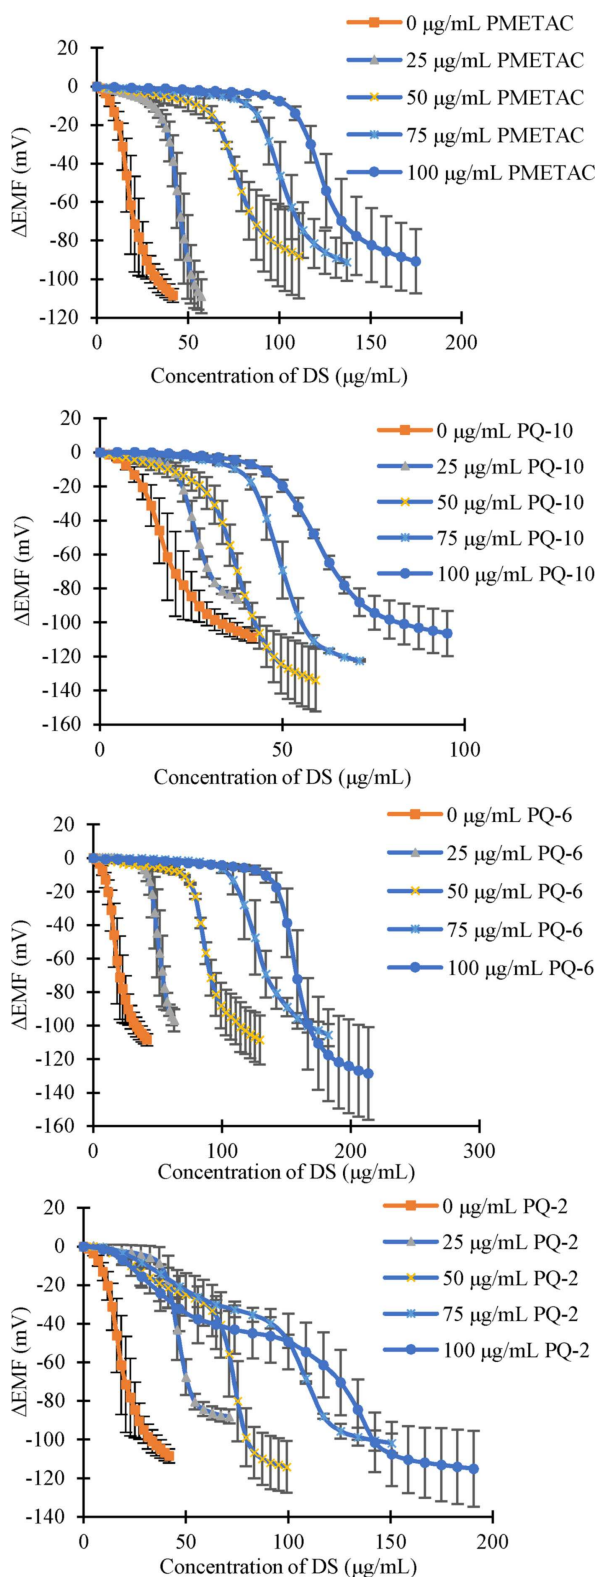 20
0
-20
-40
-60
-80
-100
-120
ΔEMF (mV)
0 50 100 150 200
Concentration of DS (μg/mL)
0 μg/mL PMETAC
25 μg/mL PMETAC
50 μg/mL PMETAC
75 μg/mL PMETAC
100 μg/mL PMETAC
20
0
-20
-40
-60
-80
-100
-120
-140
-160
ΔEMF (mV)
0 50 100
Concentration of DS (μg/mL)
0 μg/mL PQ-10
25 μg/mL PQ-10
50 μg/mL PQ-10
75 μg/mL PQ-10
100 μg/mL PQ-10
20
0
-20
-40
-60
-80
-100
-120
-140
-160
ΔEMF (mV)
0 100 200 300
Concentration of DS (μg/mL)
0 μg/mL PQ-6
25 μg/mL PQ-6
50 μg/mL PQ-6
75 μg/mL PQ-6
100 μg/mL PQ-6
20
0
-20
-40
-60
-80
-100
-120
-140
ΔEMF (mV)
0 50 100 150 200
Concentration of DS (μg/mL)
0 μg/mL PQ-2
25 μg/mL PQ-2
50 μg/mL PQ-2
75 μg/mL PQ-2
100 μg/mL PQ-2